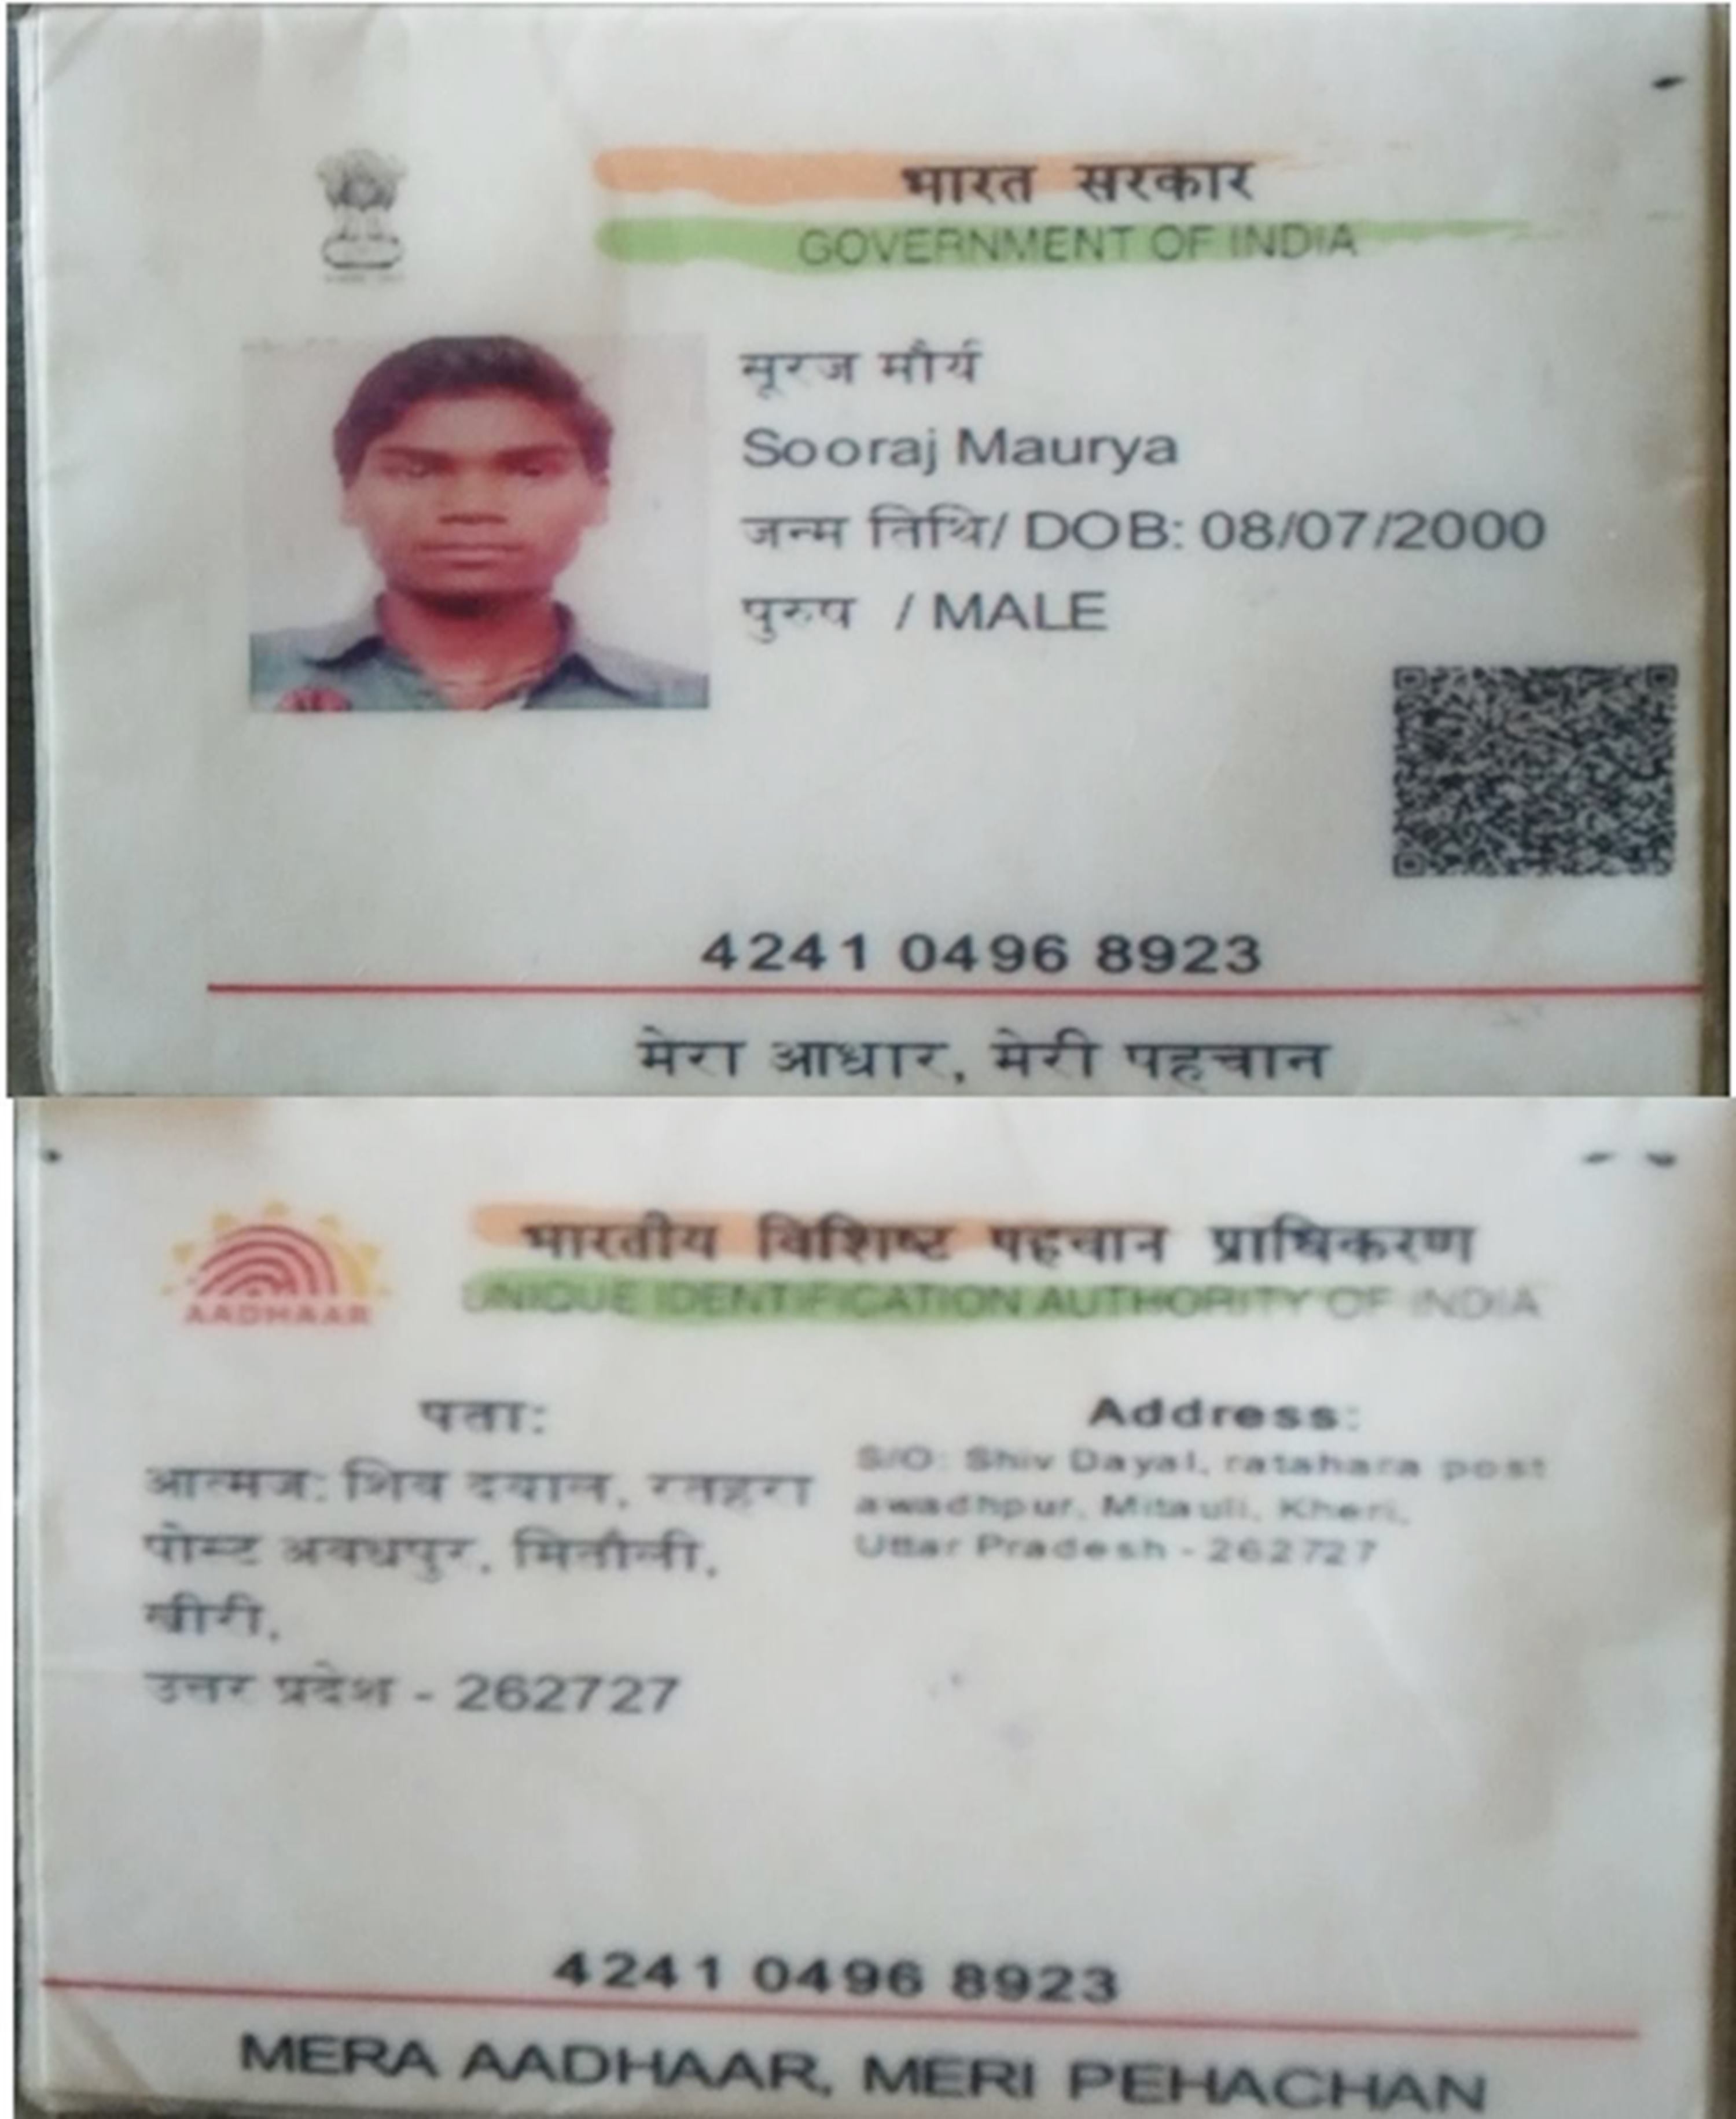 भारत सरकार
GOVERNMENT OF INDIA
सूरज मौर्य
Sooraj Maurya
जन्म तिथि/ DOB: 08/07/2000
पुरुष / MALE
4241 0496 8923
मेरा आधार, मेरी पहचान
भारतीय विशिष्ट पहचान प्राधिकरण
UNIQUE IDENTIFICATION AUTHORITY OF INDIA
AADHAAR
पता:
आत्मज: शिव दयाल, रतहरा
पोस्ट अवधपुर, मितौली,
खीरी,
उत्तर प्रदेश - 262727
Address:
S/O: Shiv Dayal, ratahara post
awadhpur, Mitauli, Kheri,
Uttar Pradesh - 262727
4241 0496 8923
MERA AADHAAR, MERI PEHACHAN